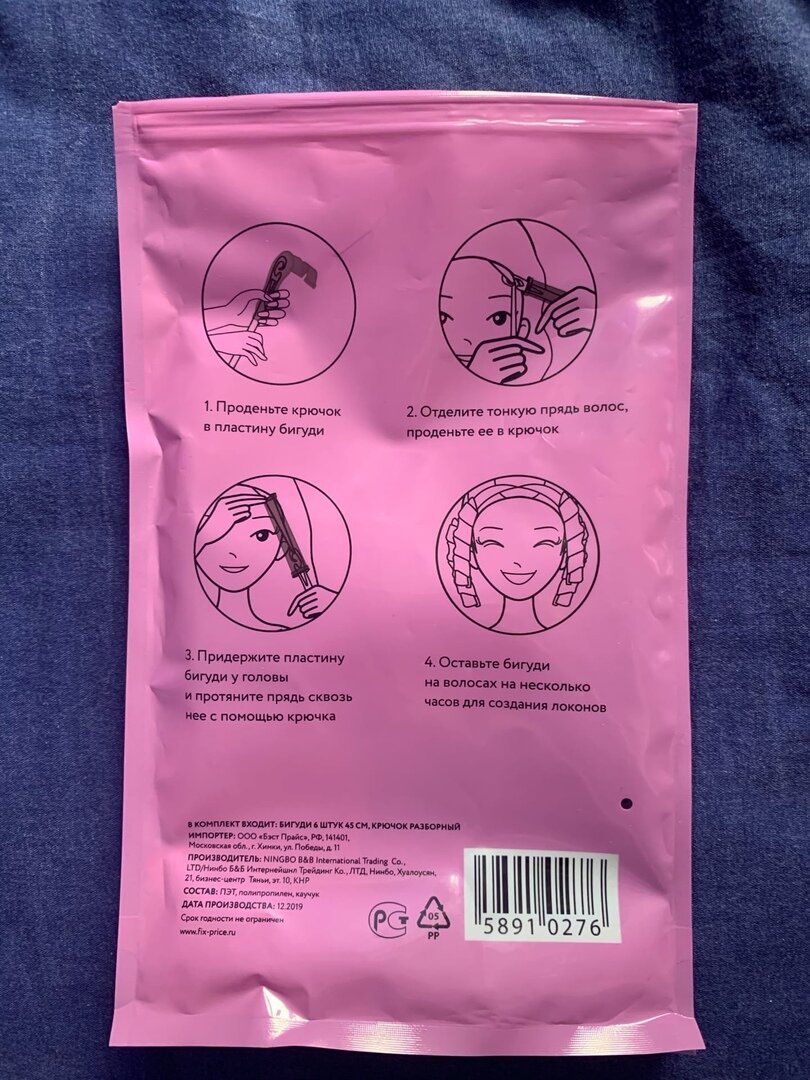 1. Проденьте крючок
в пластину бигуди
2. Отделите тонкую прядь волос,
проденьте ее в крючок
3. Придержите пластину
бигуди у головы
и протяните прядь сквозь
нее с помощью крючка
4. Оставьте бигуди
на волосах на несколько
часов для создания локонов
В КОМПЛЕКТ ВХОДИТ: БИГУДИ 6 ШТУК 45 СМ, КРЮЧОК РАЗБОРНЫЙ
ИМПОРТЕР: ООО «Бэст Прайс», РФ, 141401,
Московская обл., г. Химки, ул. Победы, д. 11
ПРОИЗВОДИТЕЛЬ: NINGBO B&B International Trading Co.,
LTD/Нинбо Б&Б Интернейшнл Трейдинг Ко., ЛТД, Нинбо, Хуалоусян,
21, бизнес-центр Тяньи, эт. 10, КНР
СОСТАВ: ПЭТ, полипропилен, каучук
ДАТА ПРОИЗВОДСТВА: 12.2019
Срок годности не ограничен
www.fix-price.ru
РСТ
05
PP
5891 0276